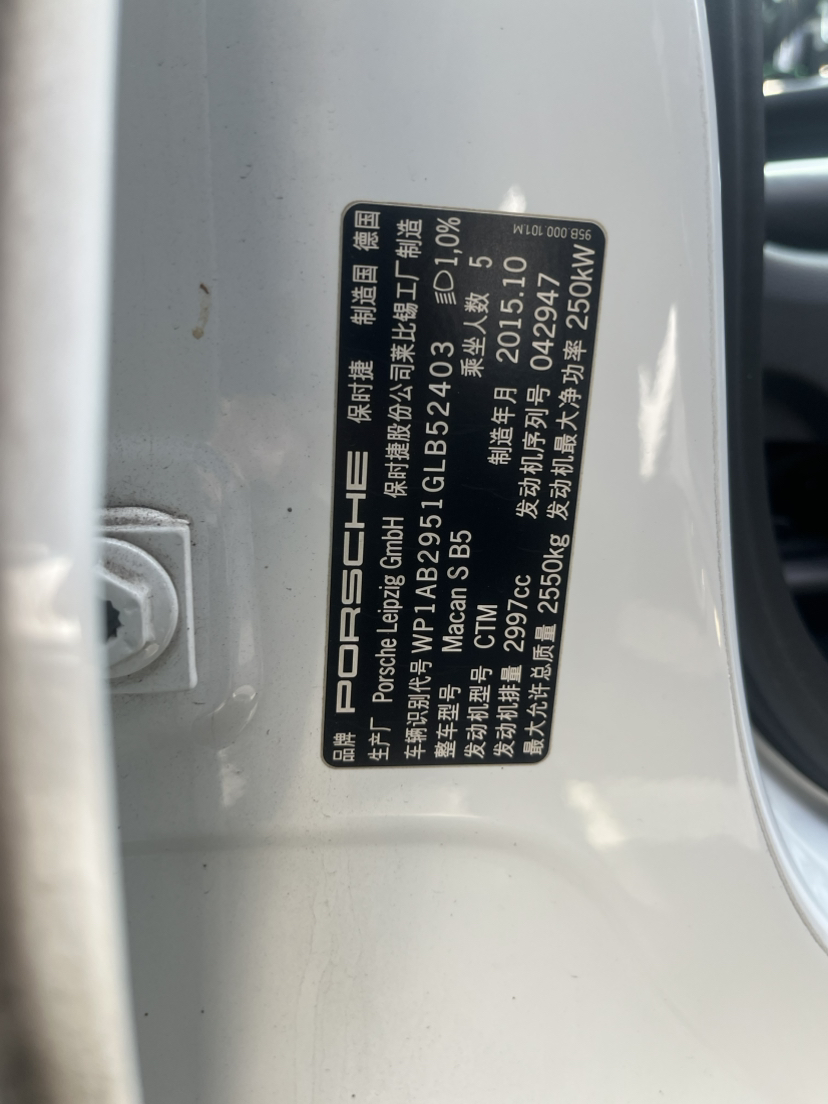 品牌 PORSCHE 保时捷 制造国 德国
生产厂 Porsche Leipzig GmbH 保时捷股份公司莱比锡工厂制造
车辆识别代号 WP1AB2951GLB52403 1,0%
整车型号 Macan S B5 乘坐人数 5
发动机型号 CTM 制造年月 2015.10
发动机排量 2997cc 发动机序列号 042947
最大允许总质量 2550kg 发动机最大净功率 250kW
95B.000.101.M